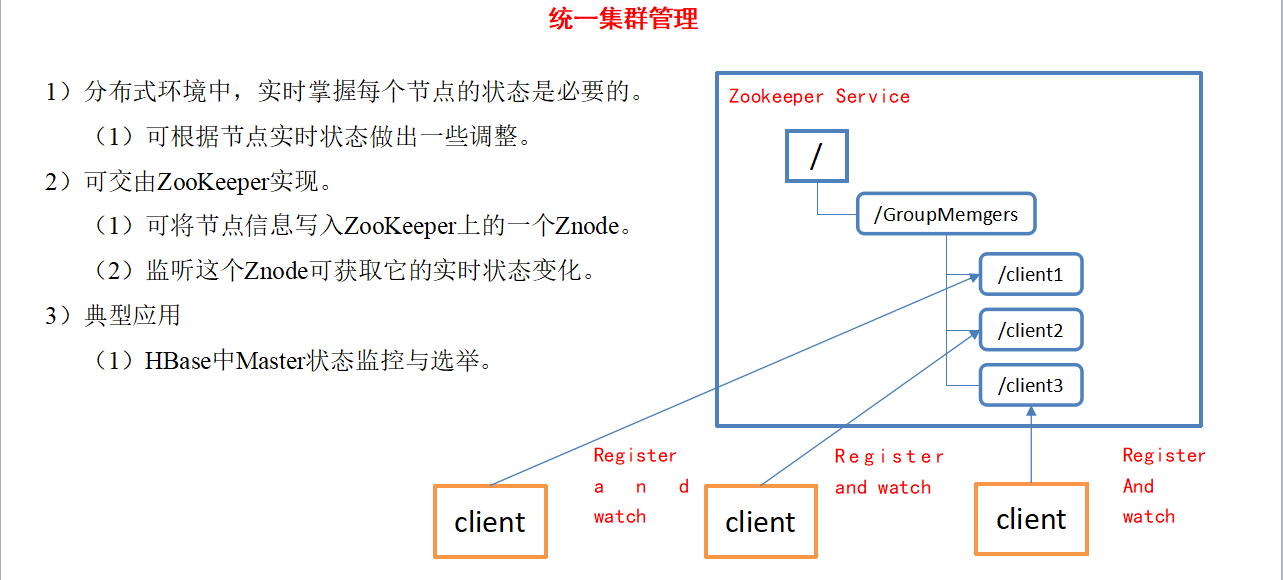 统一集群管理
1）分布式环境中，实时掌握每个节点的状态是必要的。
（1）可根据节点实时状态做出一些调整。
2）可交由ZooKeeper实现。
（1）可将节点信息写入ZooKeeper上的一个Znode。
（2）监听这个Znode可获取它的实时状态变化。
3）典型应用
（1）HBase中Master状态监控与选举。
Zookeeper Service
/
/GroupMemgers
/client1
/client2
/client3
Register
and
watch
Register
and watch
Register
And
watch
client
client
client